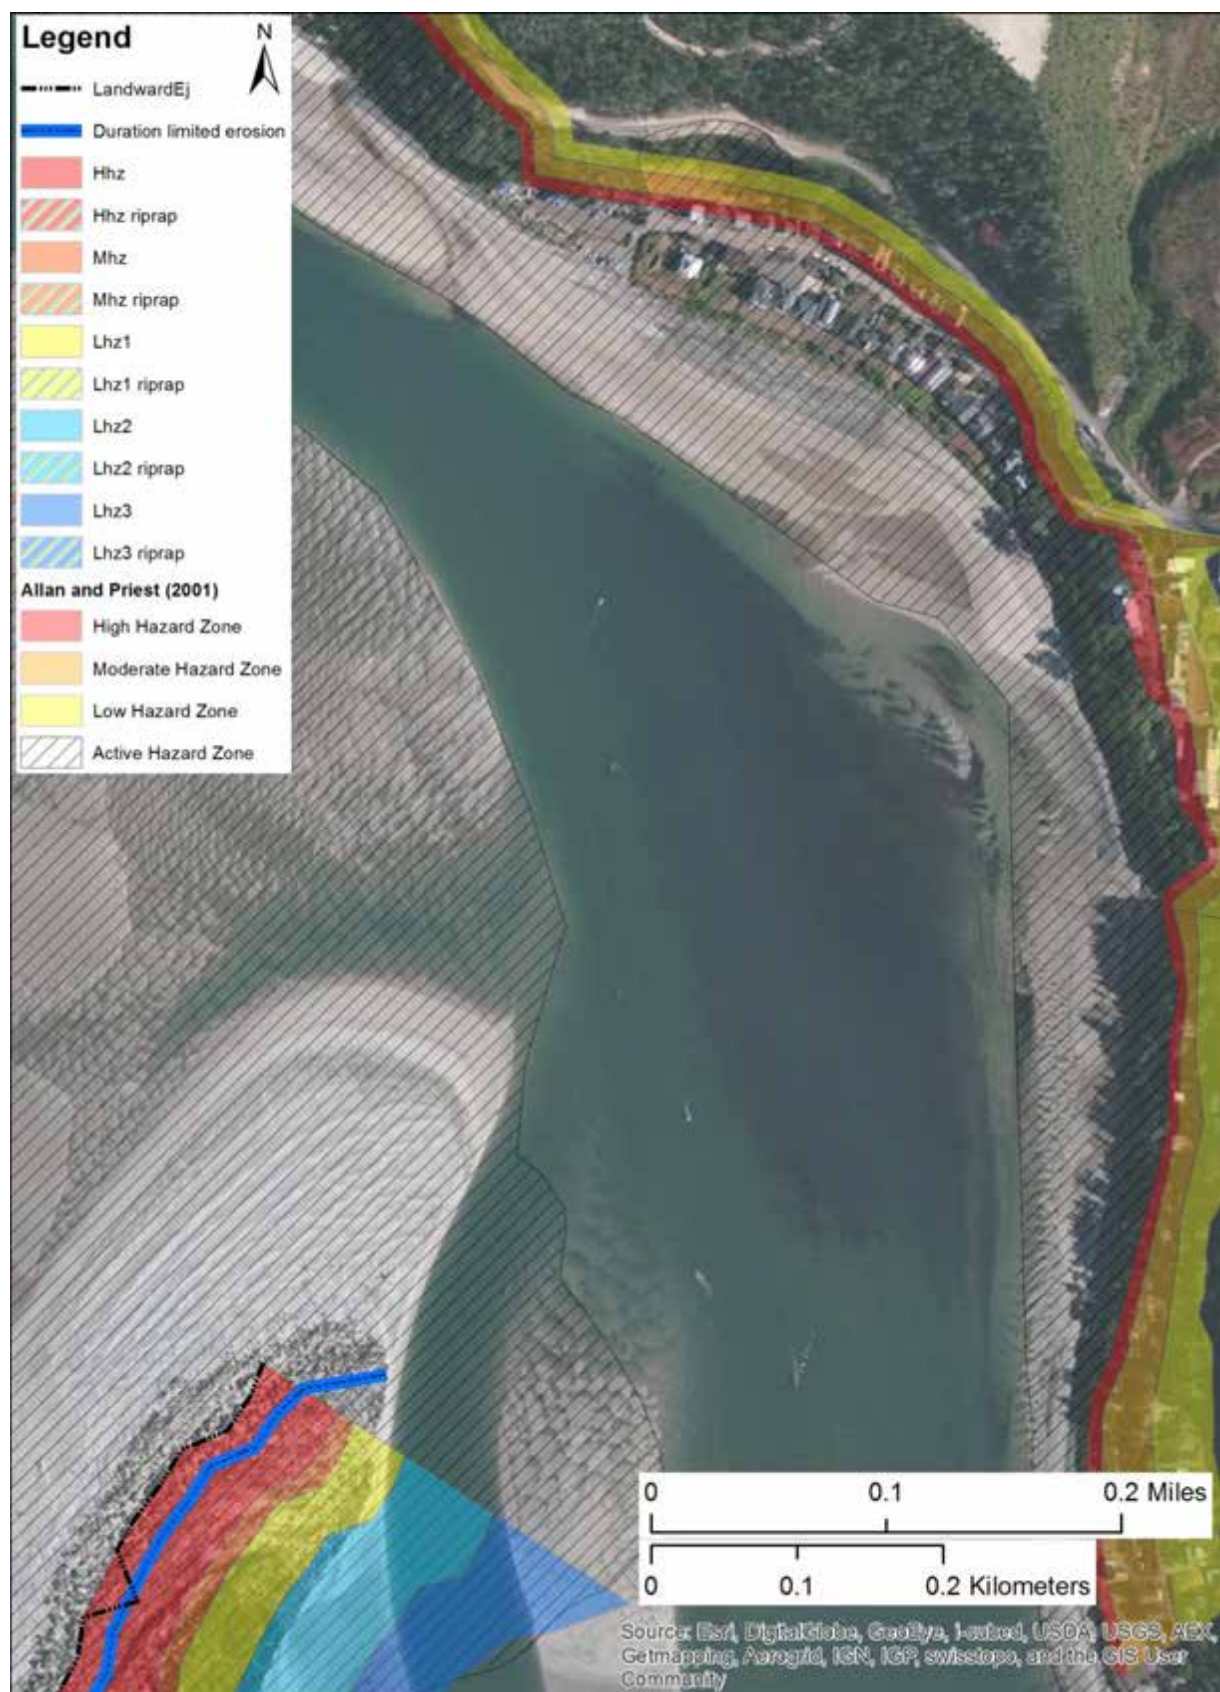 Legend
N
LandwardEj
Duration limited erosion
Hhz
Hhz riprap
Mhz
Mhz riprap
Lhz1
Lhz1 riprap
Lhz2
Lhz2 riprap
Lhz3
Lhz3 riprap
Allan and Priest (2001)
High Hazard Zone
Moderate Hazard Zone
Low Hazard Zone
Active Hazard Zone
0 0.1 0.2 Miles
0 0.1 0.2 Kilometers
Source: Esri, DigitalGlobe, GeoEye, i-cubed, USDA, USGS, AEX,
Getmapping, Aerogrid, IGN, IGP, swisstopo, and the GIS User
Community